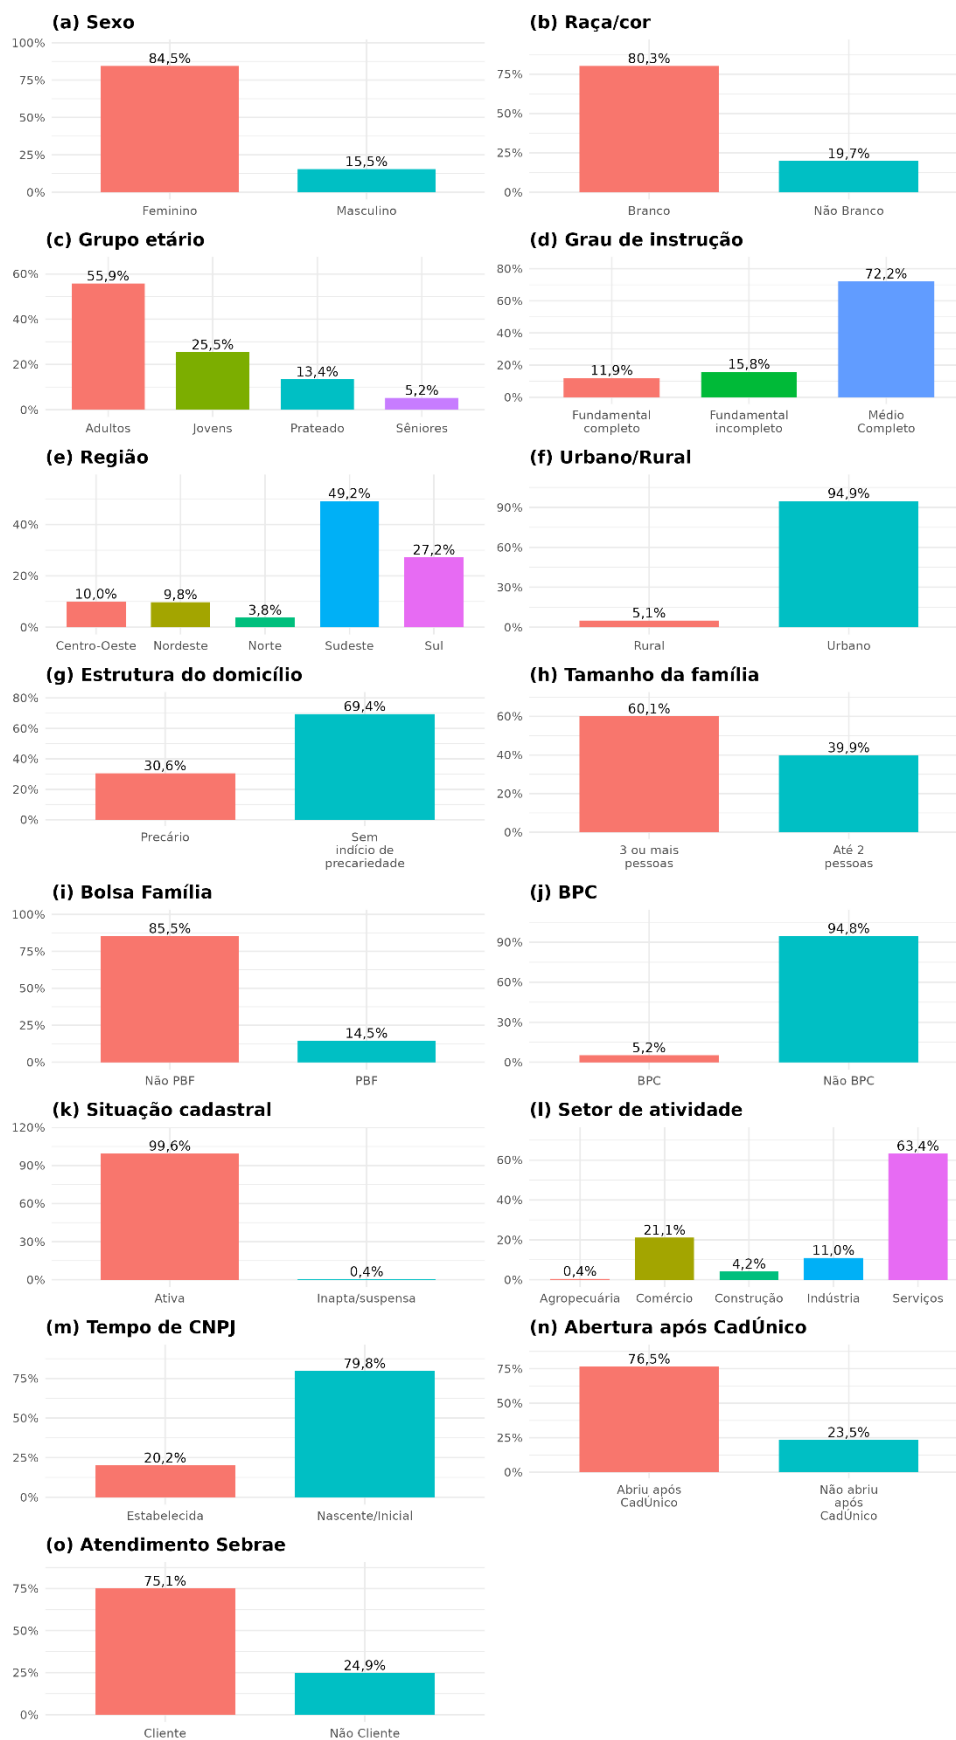 (a) Sexo
100%
75%
50%
25%
0%
84,5%
15,5%
Feminino
Masculino
(b) Raça/cor
75%
50%
25%
0%
80,3%
19,7%
Branco
Não Branco
(c) Grupo etário
60%
40%
20%
0%
55,9%
25,5%
13,4%
5,2%
Adultos
Jovens
Prateado
Sêniores
(d) Grau de instrução
80%
60%
40%
20%
0%
11,9%
15,8%
72,2%
Fundamental
completo
Fundamental
incompleto
Médio
Completo
(e) Região
40%
20%
0%
10,0%
9,8%
3,8%
49,2%
27,2%
Centro-Oeste
Nordeste
Norte
Sudeste
Sul
(f) Urbano/Rural
90%
60%
30%
0%
5,1%
94,9%
Rural
Urbano
(g) Estrutura do domicílio
80%
60%
40%
20%
0%
30,6%
69,4%
Precário
Sem
indício de
precariedade
(h) Tamanho da família
60%
40%
20%
0%
60,1%
39,9%
3 ou mais
pessoas
Até 2
pessoas
(i) Bolsa Família
100%
75%
50%
25%
0%
85,5%
14,5%
Não PBF
PBF
(j) BPC
90%
60%
30%
0%
5,2%
94,8%
BPC
Não BPC
(k) Situação cadastral
120%
90%
60%
30%
0%
99,6%
0,4%
Ativa
Inapta/suspensa
(l) Setor de atividade
60%
40%
20%
0%
0,4%
21,1%
4,2%
11,0%
63,4%
Agropecuária
Comércio
Construção
Indústria
Serviços
(m) Tempo de CNPJ
75%
50%
25%
0%
20,2%
79,8%
Estabelecida
Nascente/Inicial
(n) Abertura após CadÚnico
75%
50%
25%
0%
76,5%
23,5%
Abriu após
CadÚnico
Não abriu
após
CadÚnico
(o) Atendimento Sebrae
75%
50%
25%
0%
75,1%
24,9%
Cliente
Não Cliente